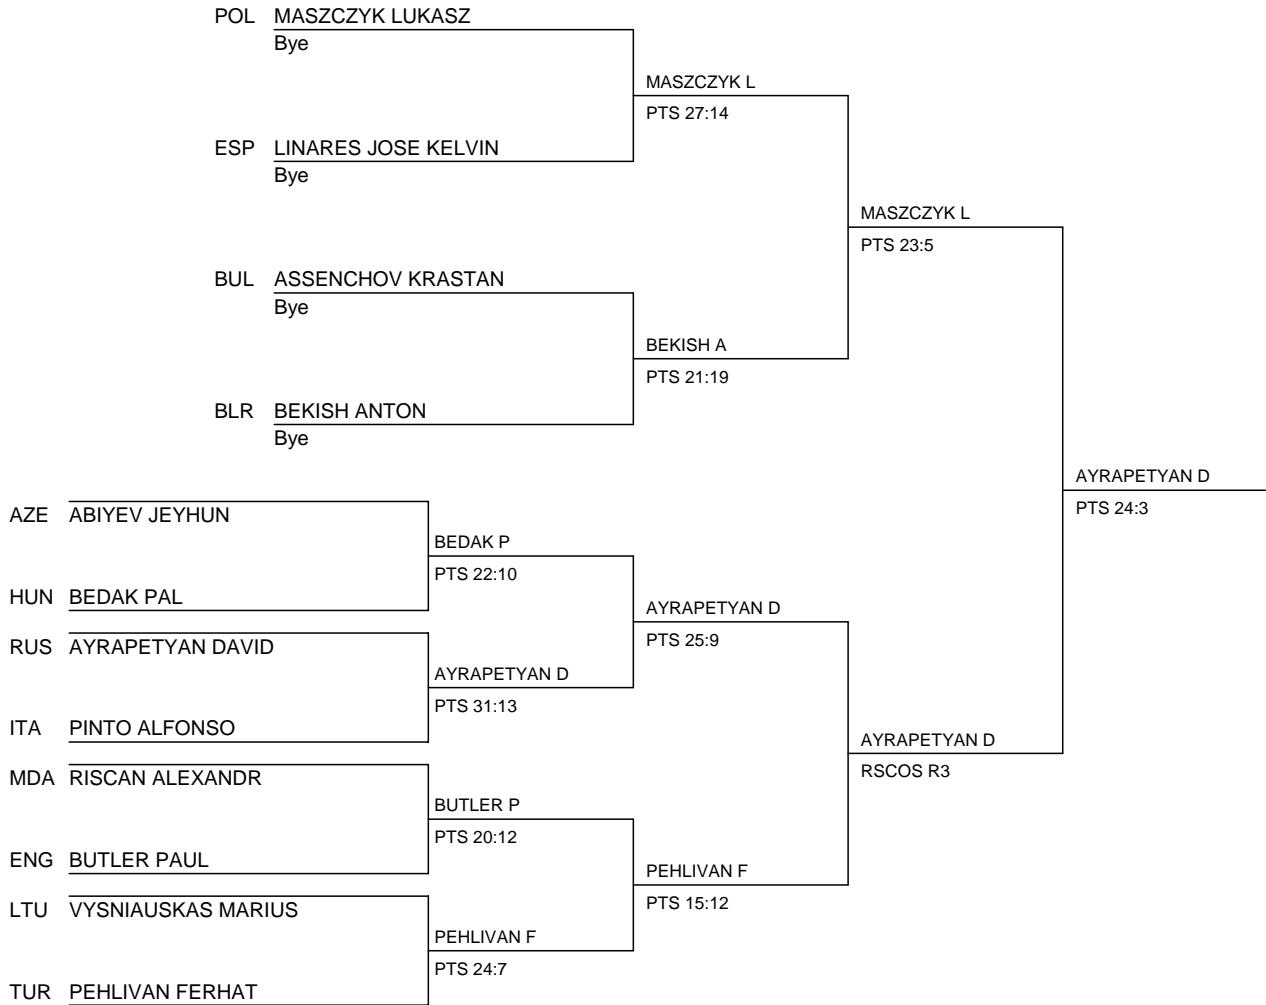 POL MASZCZYK LUKASZ
Bye
MASZCZYK L
PTS 27:14
ESP LINARES JOSE KELVIN
Bye
MASZCZYK L
PTS 23:5
BUL ASSENCHOV KRASTAN
Bye
BEKISH A
PTS 21:19
BLR BEKISH ANTON
Bye
AYRAPETYAN D
PTS 24:3
AZE ABIYEV JEYHUN
BEDAK P
PTS 22:10
HUN BEDAK PAL
AYRAPETYAN D
PTS 25:9
RUS AYRAPETYAN DAVID
AYRAPETYAN D
PTS 31:13
ITA PINTO ALFONSO
AYRAPETYAN D
RSCOS R3
MDA RISCAN ALEXANDR
BUTLER P
PTS 20:12
ENG BUTLER PAUL
PEHLIVAN F
PTS 15:12
LTU VYSNIAUSKAS MARIUS
PEHLIVAN F
PTS 24:7
TUR PEHLIVAN FERHAT